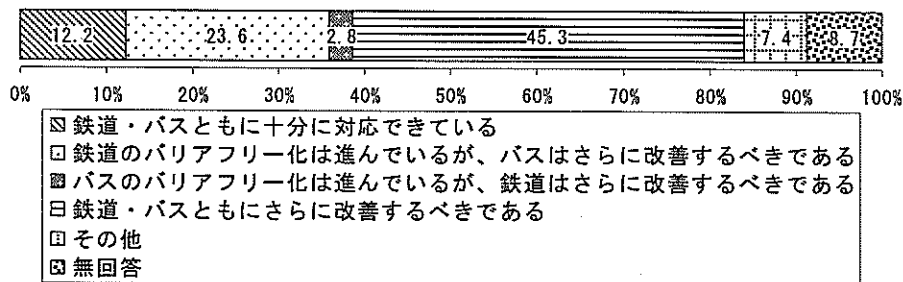 12.2 23.6 2.8 45.3 7.4 8.7
0% 10% 20% 30% 40% 50% 60% 70% 80% 90% 100%
鉄道・バスともに十分に対応できている
鉄道のバリアフリー化は進んでいるが、バスはさらに改善するべきである
バスのバリアフリー化は進んでいるが、鉄道はさらに改善するべきである
鉄道・バスともにさらに改善するべきである
その他
無回答